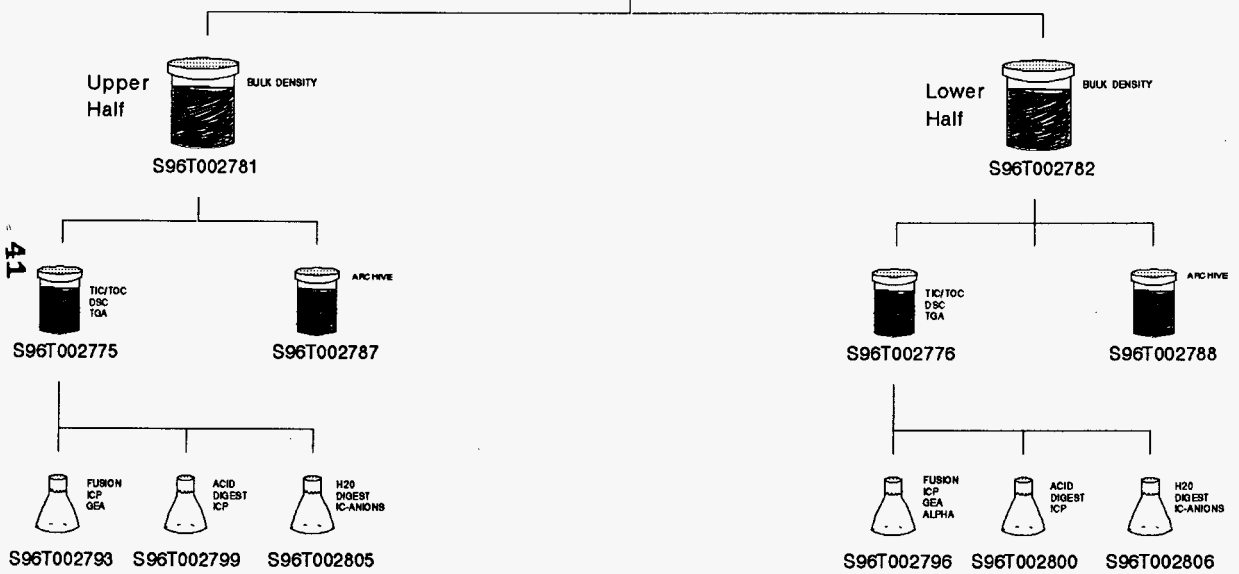 Upper
Half
BULK DENSITY
S96T002781
Lower
Half
BULK DENSITY
S96T002782
41
TIC/TOC
DSC
TGA
S96T002775
ARCHIVE
S96T002787
TIC/TOC
DSC
TGA
S96T002776
ARCHIVE
S96T002788
FUSION
ICP
GEA
S96T002793
ACID
DIGEST
ICP
S96T002799
H20
DIGEST
IC-ANIONS
S96T002805
FUSION
ICP
GEA
ALPHA
S96T002796
ACID
DIGEST
ICP
S96T002800
H20
DIGEST
IC-ANIONS
S96T002806